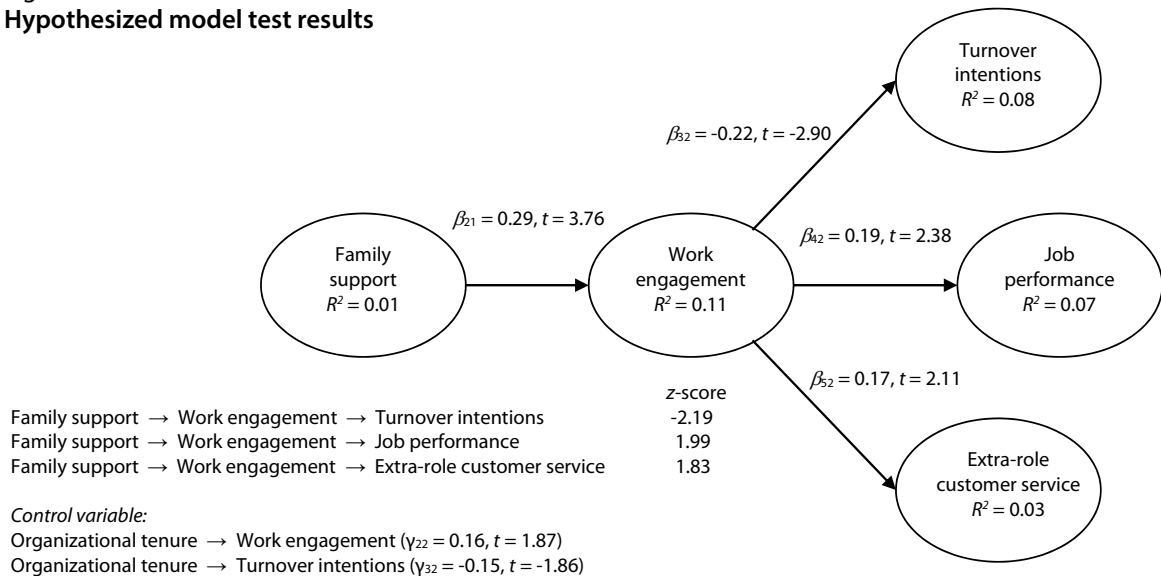 Hypothesized model test results
Turnover
intentions
R² = 0.08
β₃₂ = -0.22, t = -2.90
β₂₁ = 0.29, t = 3.76
β₄₂ = 0.19, t = 2.38
Family
support
R² = 0.01
Work
engagement
R² = 0.11
Job
performance
R² = 0.07
β₅₂ = 0.17, t = 2.11
z-score
Family support → Work engagement → Turnover intentions -2.19
Family support → Work engagement → Job performance 1.99
Family support → Work engagement → Extra-role customer service 1.83
Extra-role
customer service
R² = 0.03
Control variable:
Organizational tenure → Work engagement (γ₂₂ = 0.16, t = 1.87)
Organizational tenure → Turnover intentions (γ₃₂ = -0.15, t = -1.86)